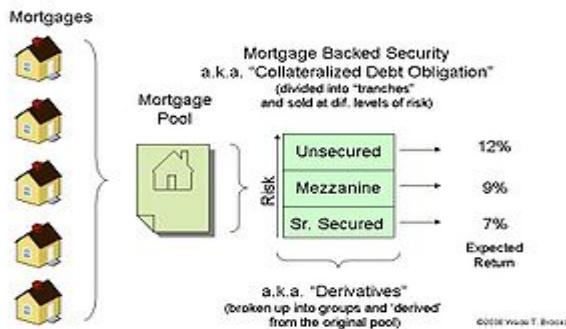 Mortgages
Mortgage Backed Security
a.k.a. “Collateralized Debt Obligation”
(divided into “tranches”
and sold at dif. levels of risk)
Mortgage
Pool
Risk
Unsecured
12%
Mezzanine
9%
Sr. Secured
7%
Expected
Return
a.k.a. “Derivatives”
(broken up into groups and 'derived'
from the original pool)
Wade T.